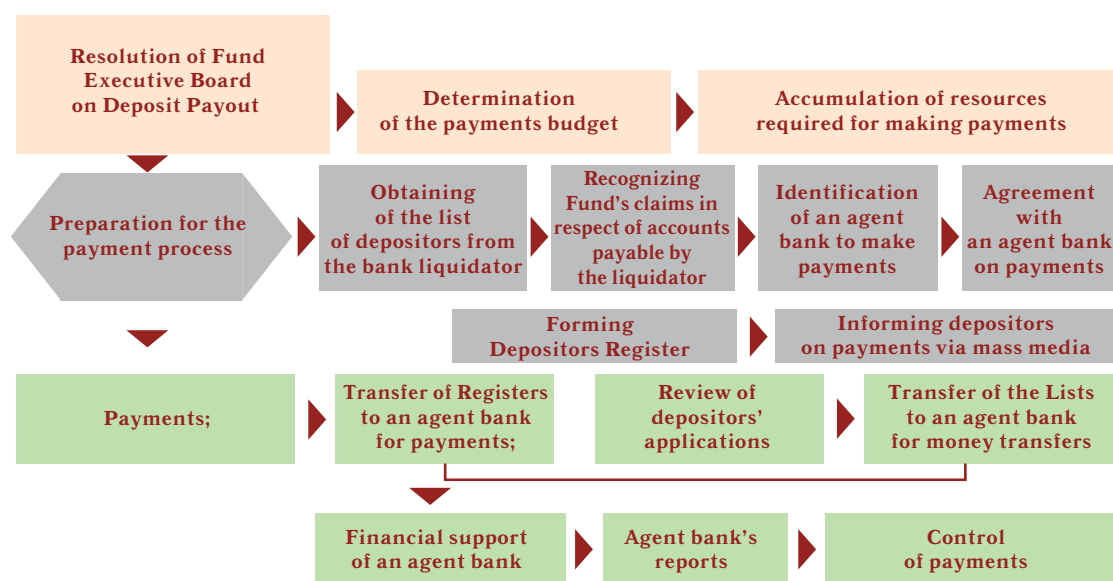 Resolution of Fund
Executive Board
on Deposit Payout
Determination
of the payments budget
Accumulation of resources
required for making payments
Preparation for the
payment process
Obtaining
of the list
of depositors from
the bank liquidator
Recognizing
Fund's claims in
respect of accounts
payable by
the liquidator
Identification
of an agent
bank to make
payments
Agreement
with
an agent bank
on payments
Forming
Depositors Register
Informing depositors
on payments via mass media
Payments;
Transfer of Registers
to an agent bank
for payments;
Review of
depositors'
applications
Transfer of the Lists
to an agent bank
for money transfers
Financial support
of an agent bank
Agent bank's
reports
Control
of payments